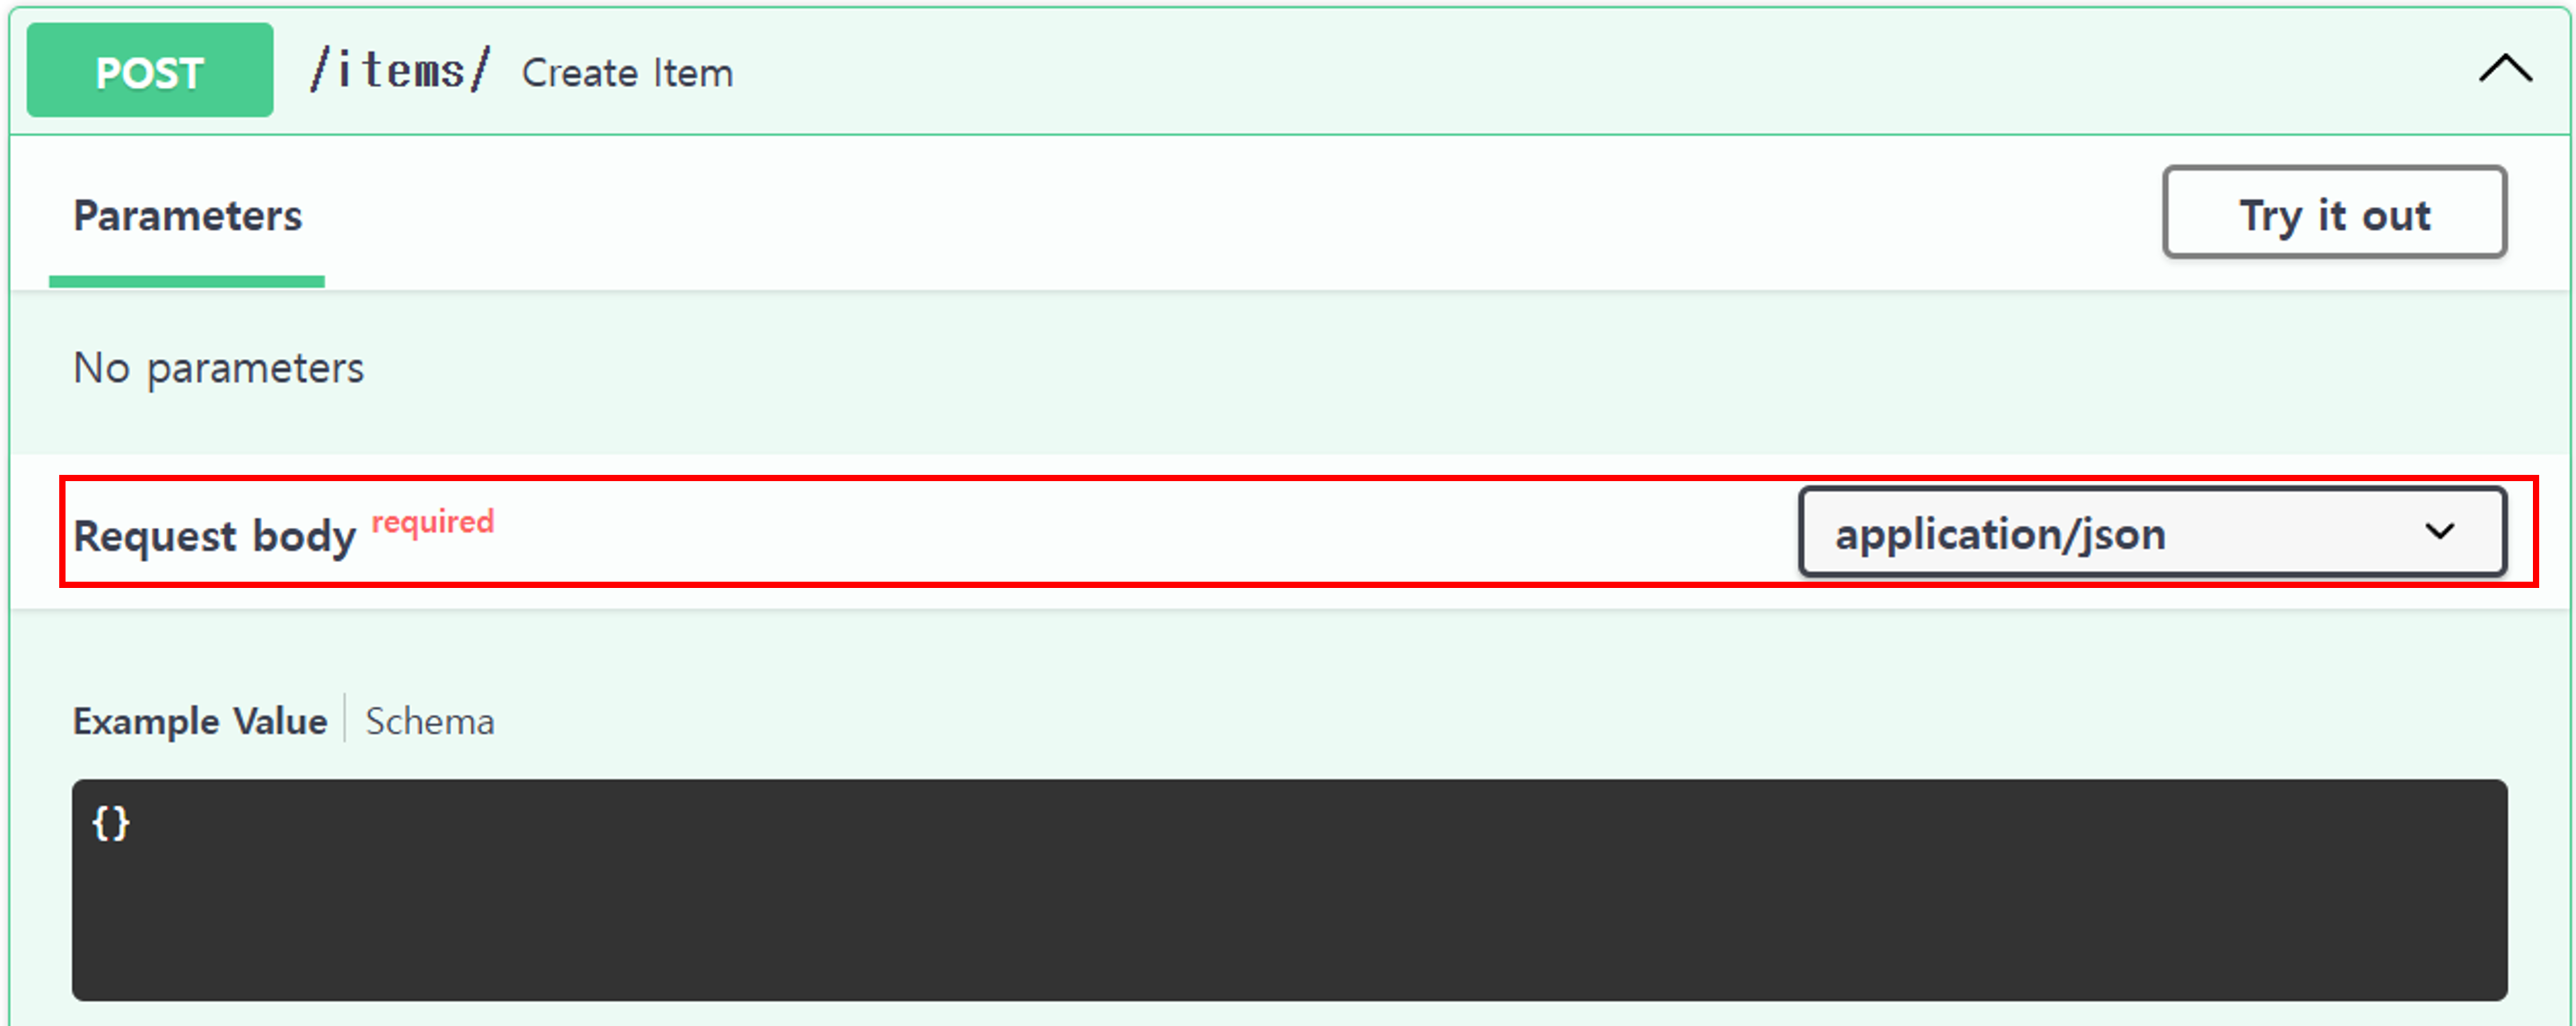 POST /items/ Create Item
Parameters Try it out
No parameters
Request body required application/json
Example Value Schema
{}